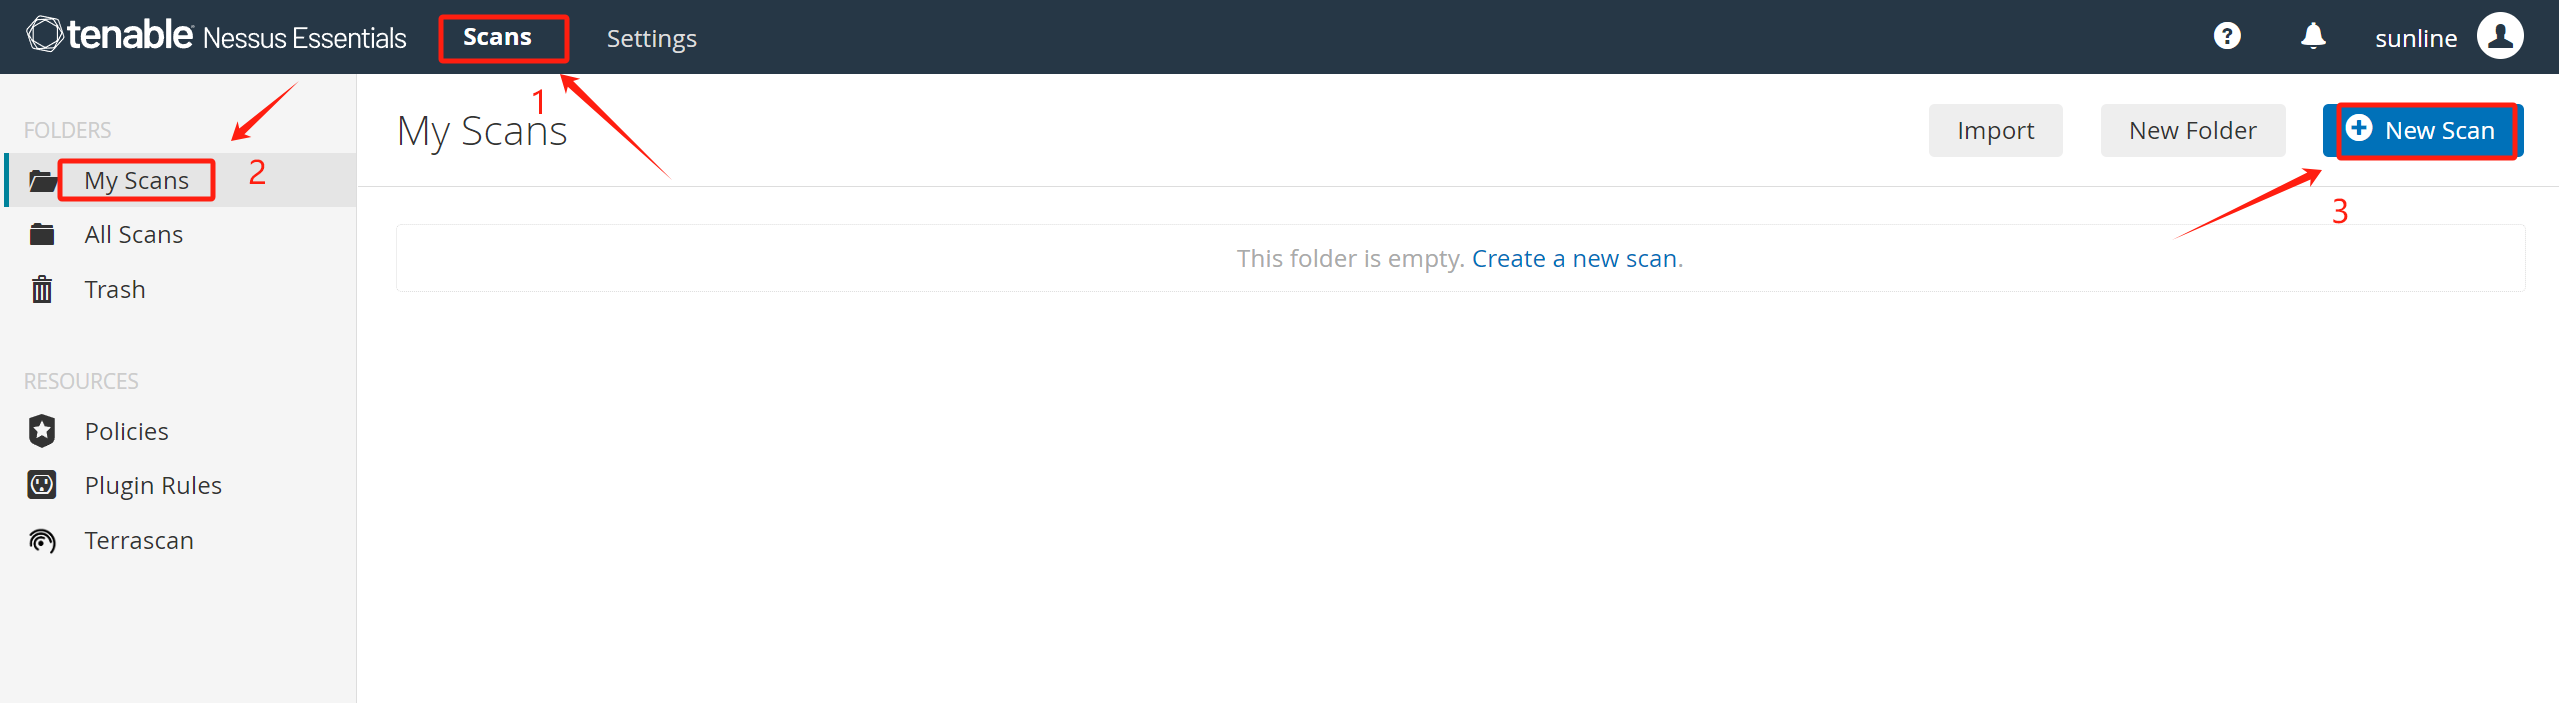 tenable Nessus Essentials Scans Settings ? sunline
1
FOLDERS
My Scans Import New Folder New Scan
My Scans 2
3
All Scans
This folder is empty. Create a new scan.
Trash
RESOURCES
Policies
Plugin Rules
Terrascan